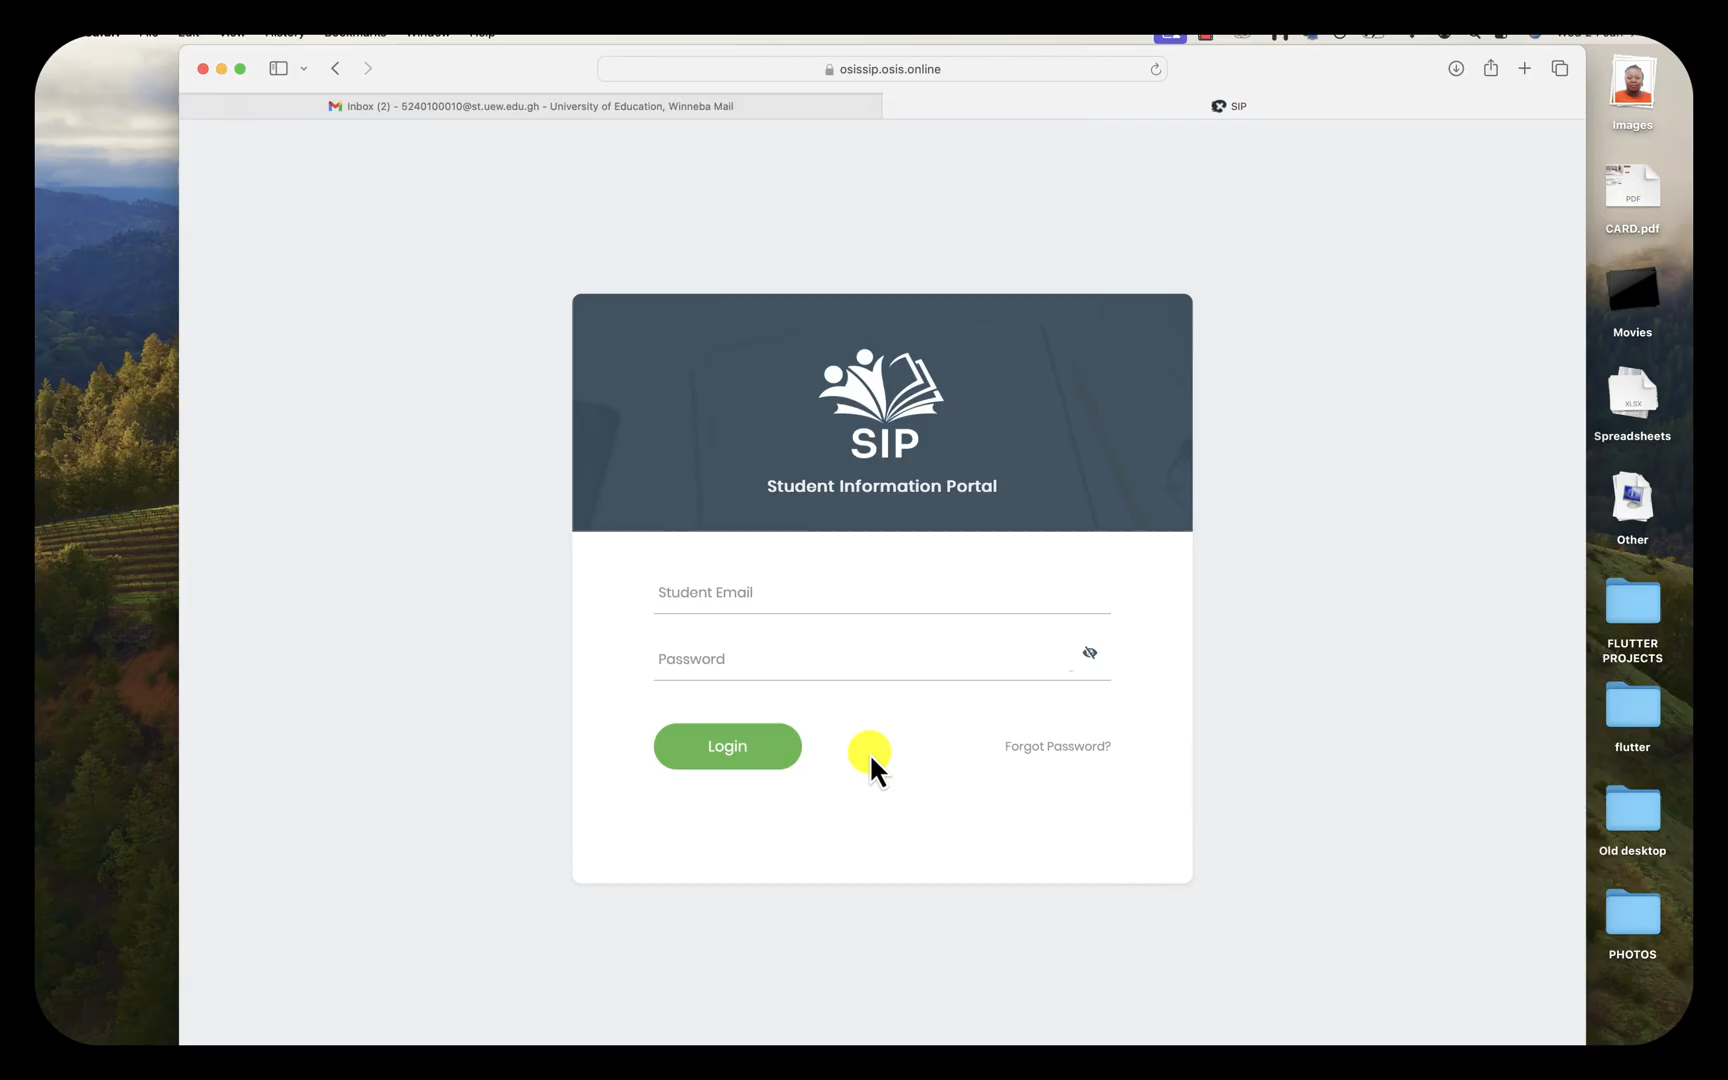 osissip.osis.online
Inbox (2) - 5240100010@st.uew.edu.gh - University of Education, Winneba Mail
SIP
SIP
Student Information Portal
Student Email
Password
Login
Forgot Password?
Images
PDF
CARD.pdf
Movies
XLSX
Spreadsheets
Other
FLUTTER
PROJECTS
flutter
Old desktop
PHOTOS